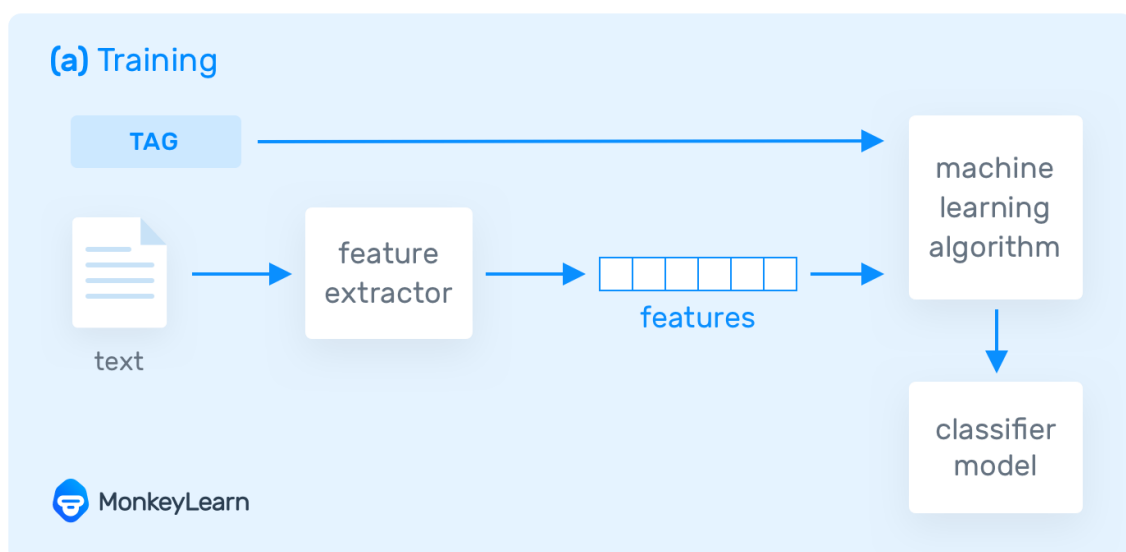 (a) Training
TAG
machine
learning
algorithm
feature
extractor
features
text
classifier
model
MonkeyLearn